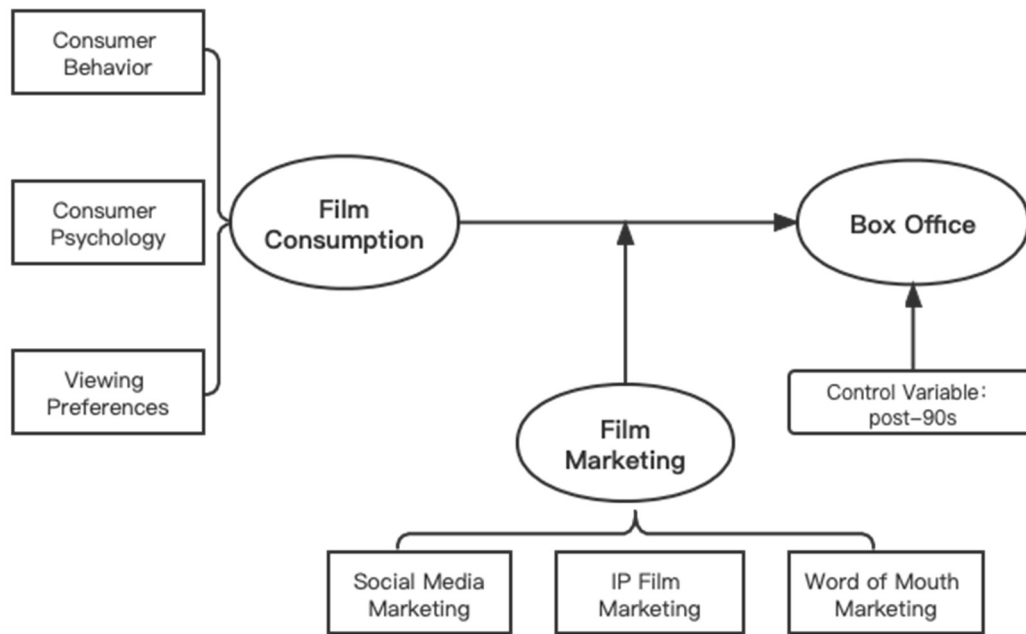 Consumer
Behavior
Consumer
Psychology
Viewing
Preferences
Film
Consumption
Box Office
Control Variable:
post-90s
Film
Marketing
Social Media
Marketing
IP Film
Marketing
Word of Mouth
Marketing